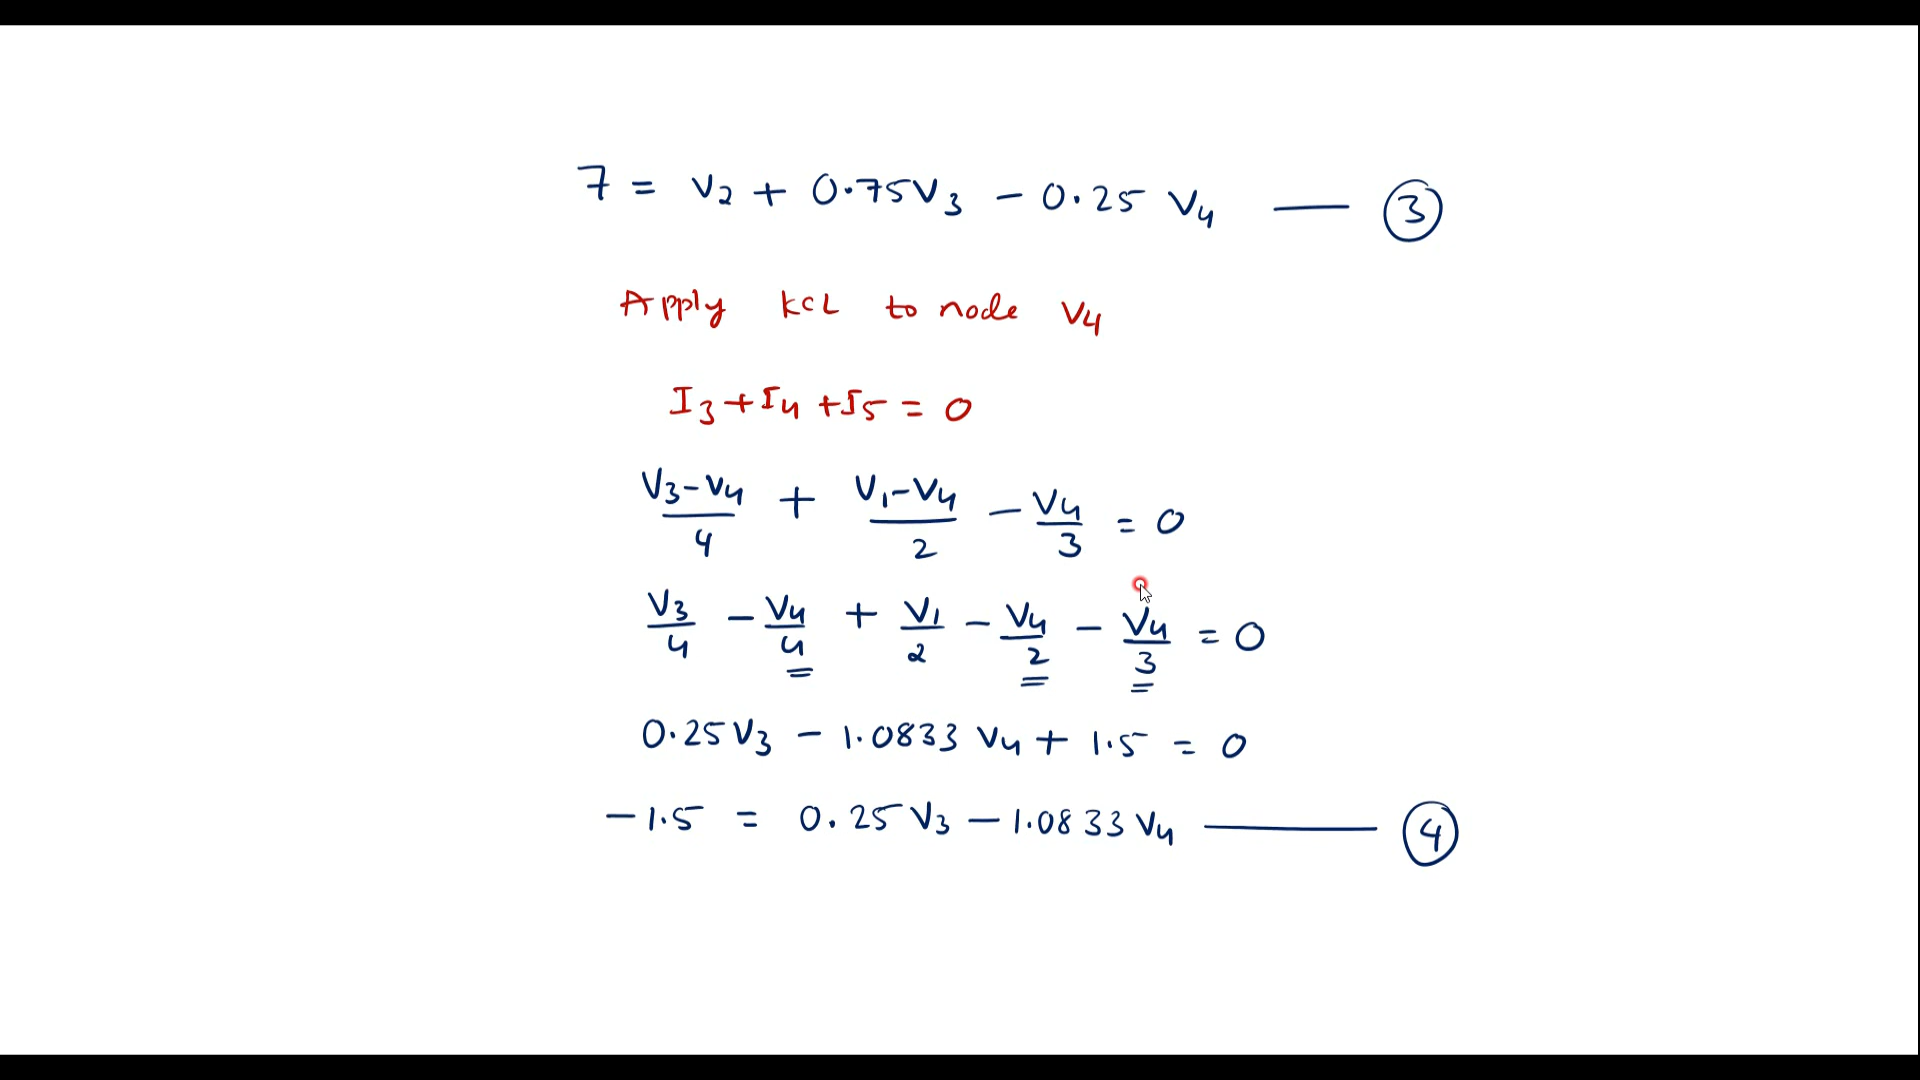 7 = V2 + 0.75V3 - 0.25 V4 —— ③
Apply KCL to node V4
I3 + I4 + I5 = 0
(V3-V4)/4 + (V1-V4)/2 - V4/3 = 0
V3/4 - V4/4 + V1/2 - V4/2 - V4/3 = 0
0.25V3 - 1.0833 V4 + 1.5 = 0
-1.5 = 0.25V3 - 1.0833 V4 —— ④